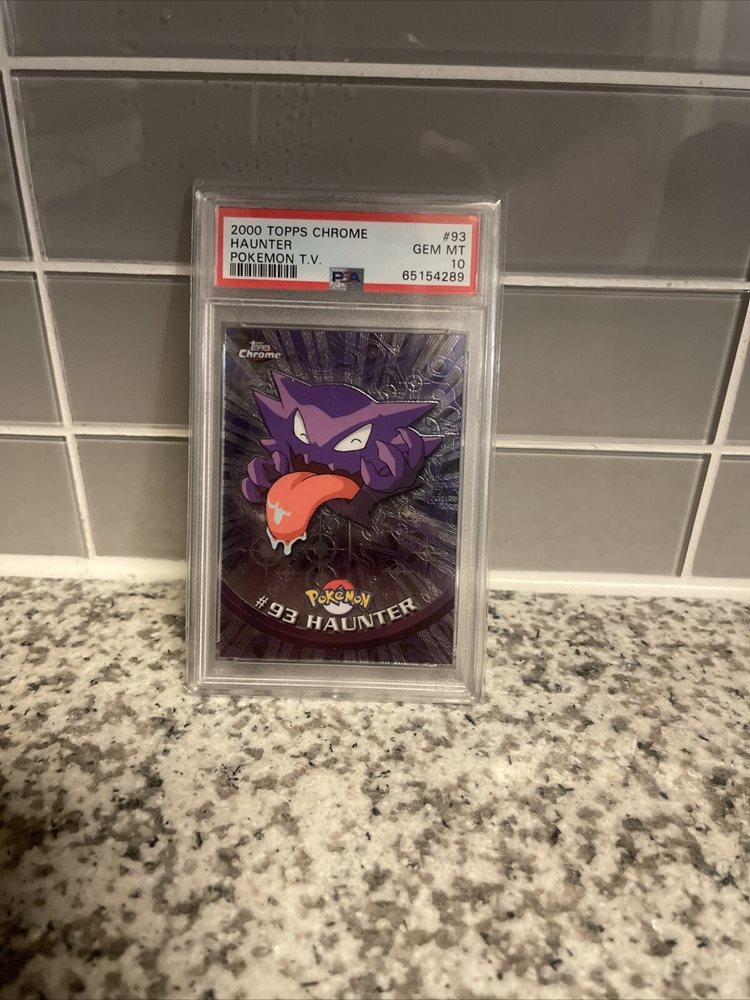 2000 TOPPS CHROME #93
HAUNTER GEM MT
POKEMON T.V. 10
PSA 65154289
TOPPS
Chrome
POKéMON
#93 HAUNTER